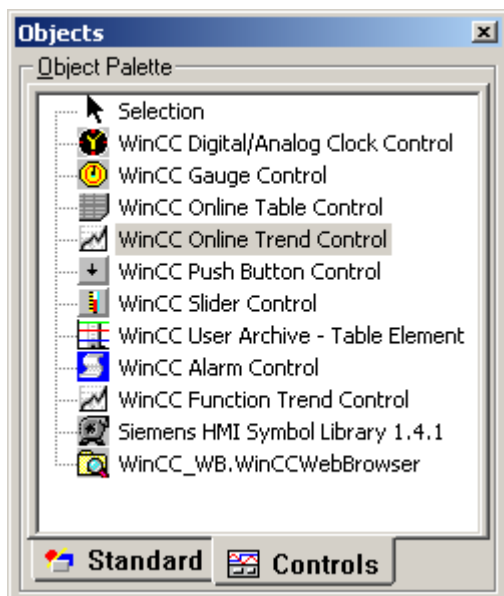 Objects
Object Palette
Selection
WinCC Digital/Analog Clock Control
WinCC Gauge Control
WinCC Online Table Control
WinCC Online Trend Control
WinCC Push Button Control
WinCC Slider Control
WinCC User Archive - Table Element
WinCC Alarm Control
WinCC Function Trend Control
Siemens HMI Symbol Library 1.4.1
WinCC_WB.WinCCWebBrowser
Standard Controls